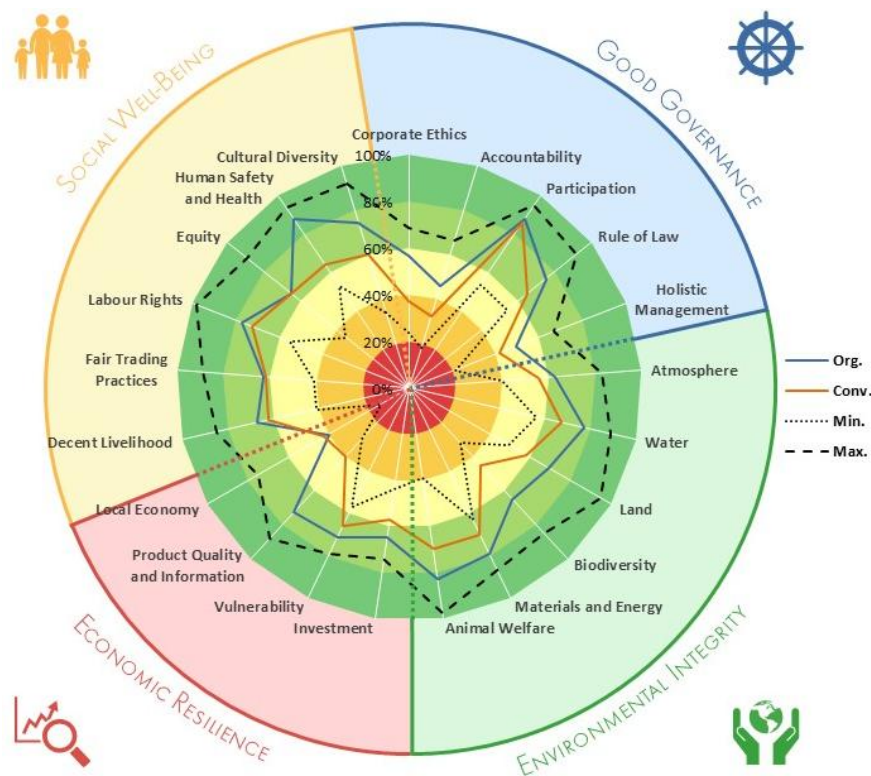 SOCIAL WELL-BEING
GOOD GOVERNANCE
Corporate Ethics
Accountability
Participation
Rule of Law
Holistic
Management
Atmosphere
Water
Land
Biodiversity
Materials and Energy
Animal Welfare
Investment
Vulnerability
Product Quality
and Information
Local Economy
Decent Livelihood
Fair Trading
Practices
Labour Rights
Equity
Human Safety
and Health
Cultural Diversity
100%
80%
60%
40%
20%
0%
Org.
Conv.
Min.
Max.
ECONOMIC RESILIENCE
ENVIRONMENTAL INTEGRITY